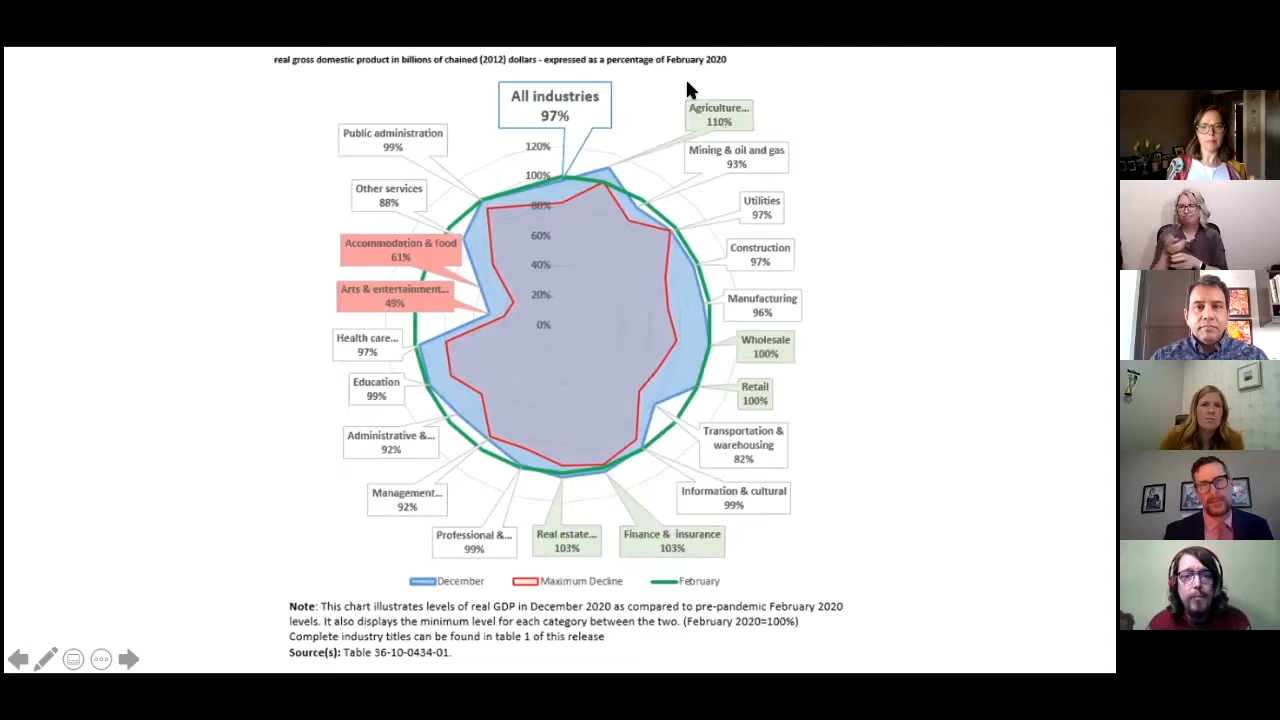 real gross domestic product in billions of chained (2012) dollars - expressed as a percentage of February 2020
All industries
97%
Agriculture...
110%
Mining & oil and gas
93%
Utilities
97%
Construction
97%
Manufacturing
96%
Wholesale
100%
Retail
100%
Transportation &
warehousing
82%
Information & cultural
99%
Finance & insurance
103%
Real estate...
103%
Professional &...
99%
Management...
92%
Administrative &...
92%
Education
99%
Health care...
97%
Arts & entertainment...
49%
Accommodation & food
61%
Other services
88%
Public administration
99%
120%
100%
80%
60%
40%
20%
0%
December
Maximum Decline
February
Note: This chart illustrates levels of real GDP in December 2020 as compared to pre-pandemic February 2020
levels. It also displays the minimum level for each category between the two. (February 2020=100%)
Complete industry titles can be found in table 1 of this release
Source(s): Table 36-10-0434-01.